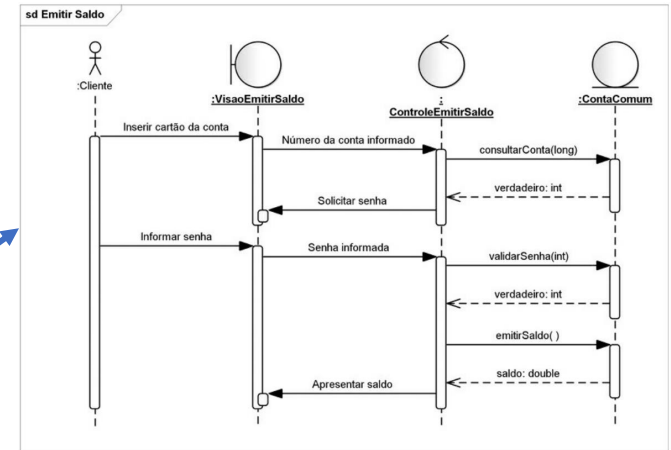 sd Emitir Saldo
:Cliente
:VisaoEmitirSaldo
:
ControleEmitirSaldo
:ContaComum
Inserir cartão da conta
Número da conta informado
consultarConta(long)
verdadeiro: int
Solicitar senha
Informar senha
Senha informada
validarSenha(int)
verdadeiro: int
emitirSaldo( )
saldo: double
Apresentar saldo